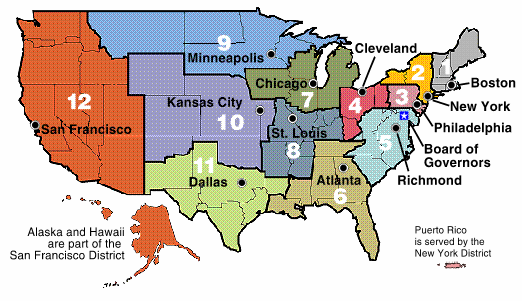 9
Minneapolis
Cleveland
2
1
Chicago
Boston
12
7
4
3
New York
Kansas City
10
San Francisco
St. Louis
Philadelphia
5
8
Board of
Governors
11
Dallas
Atlanta
6
Richmond
Alaska and Hawaii
are part of the
San Francisco District
Puerto Rico
is served by the
New York District